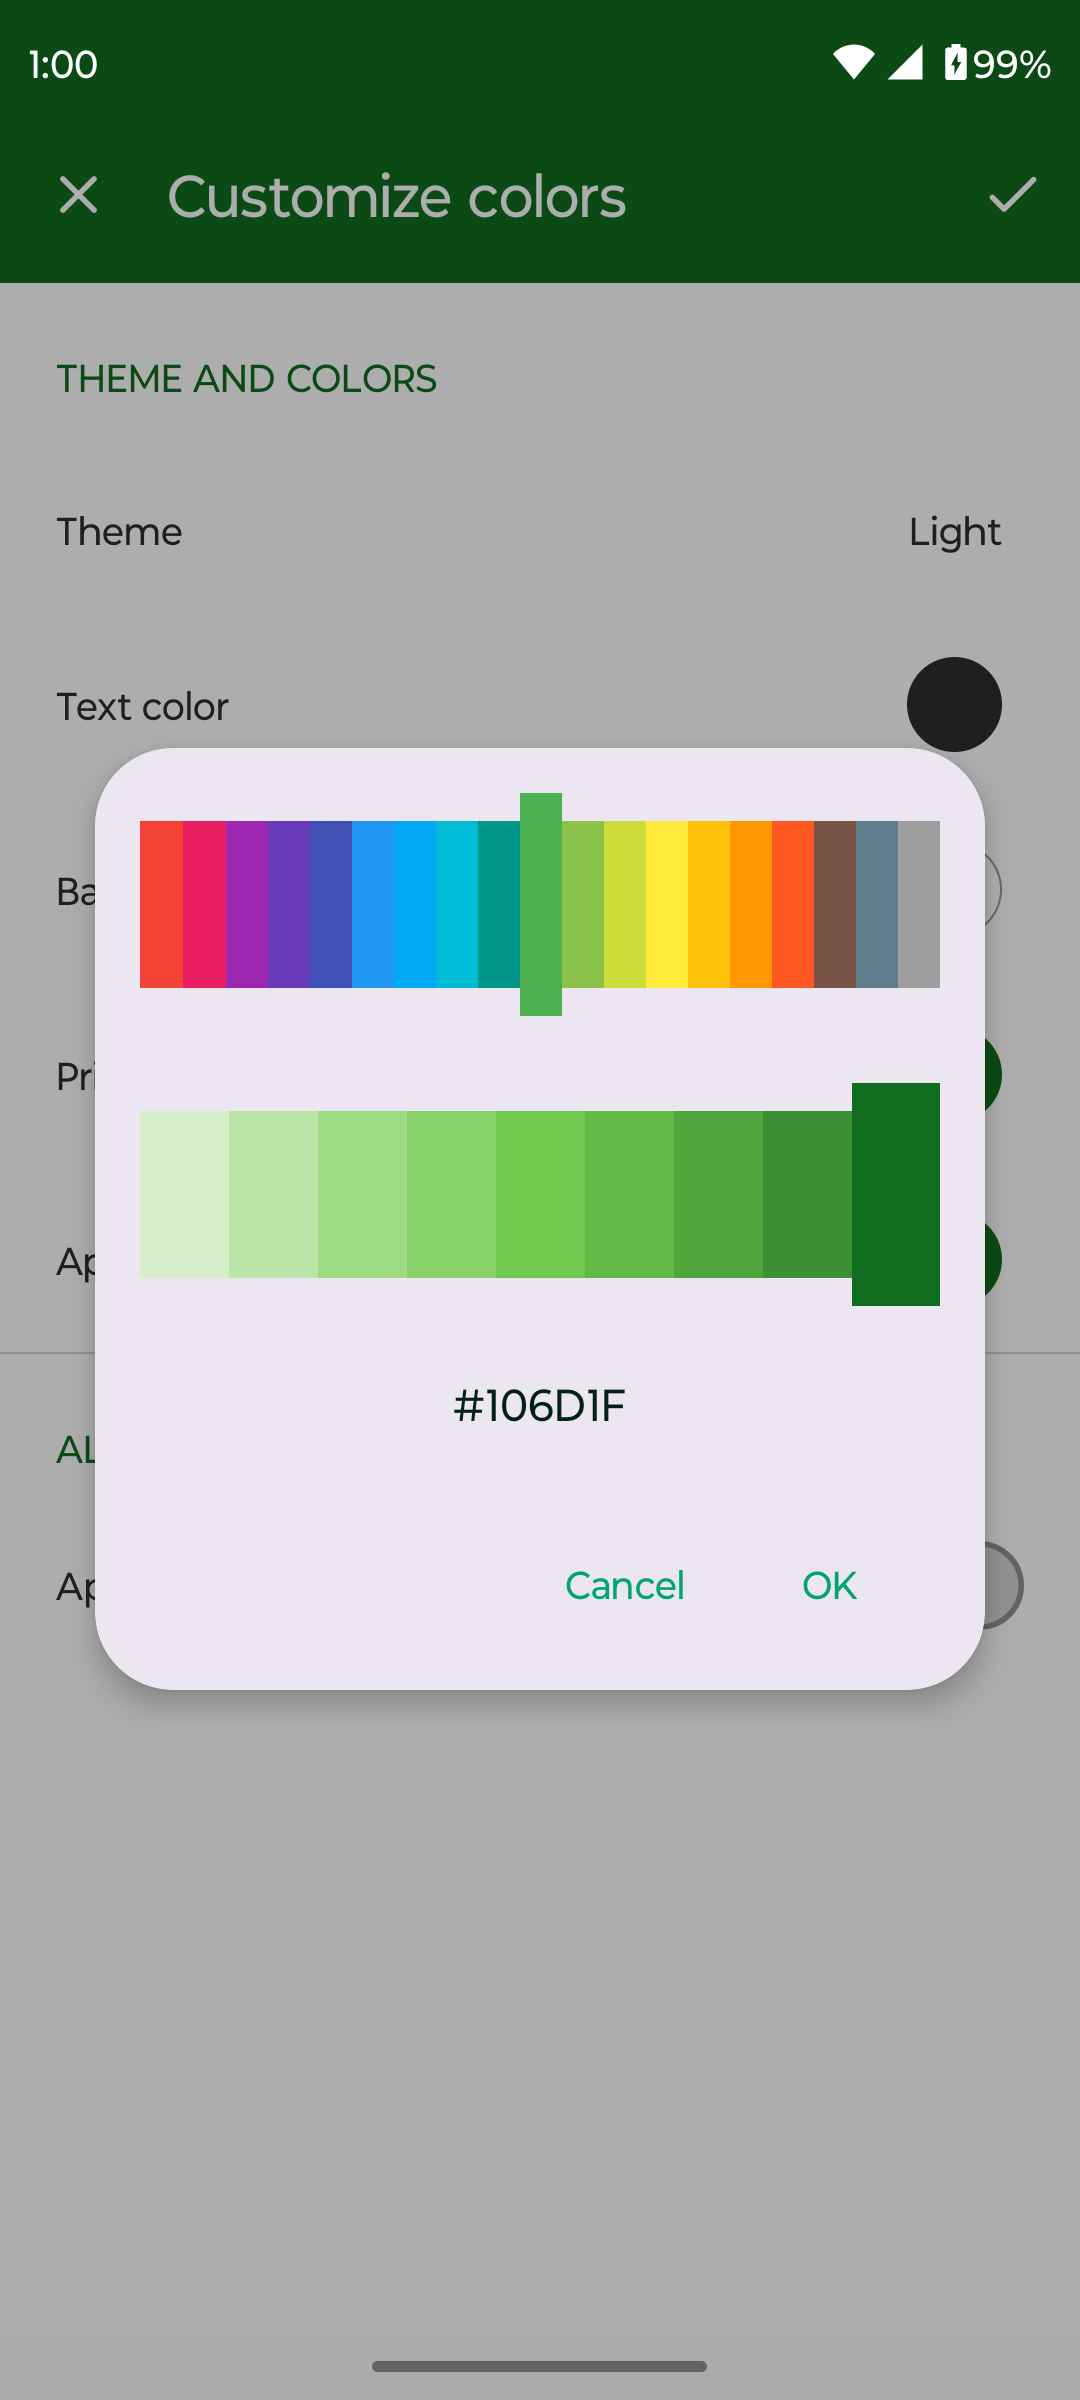 1:00
99%
Customize colors
THEME AND COLORS
Theme
Light
Text color
Ba
Pri
Ap
#106D1F
AL
Cancel
OK
Ap